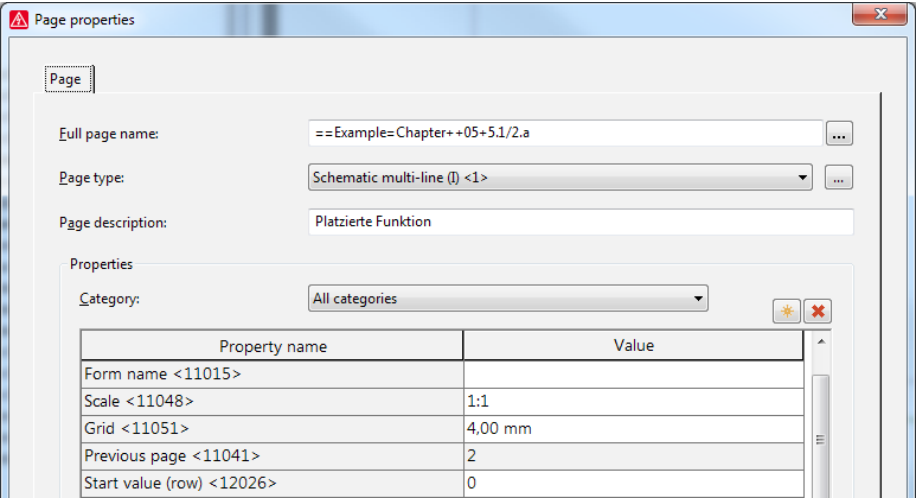 Page properties
Page
Full page name: ==Example=Chapter++05+5.1/2.a ...
Page type: Schematic multi-line (I) <1> ...
Page description: Platzierte Funktion
Properties
Category: All categories
Property name Value
Form name <11015>
Scale <11048> 1:1
Grid <11051> 4,00 mm
Previous page <11041> 2
Start value (row) <12026> 0